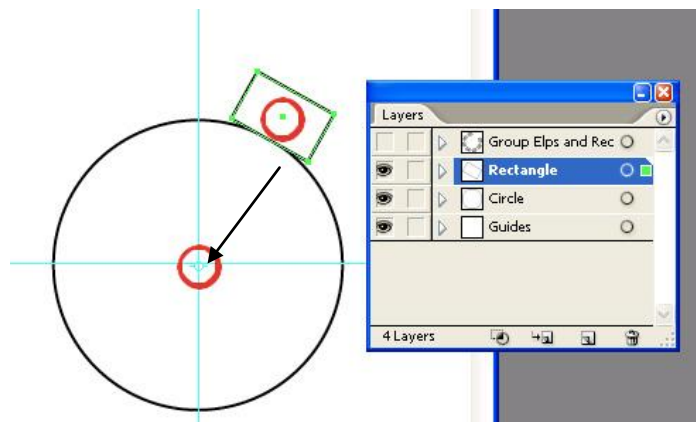 Layers
Group Elps and Rec
Rectangle
Circle
Guides
4 Layers